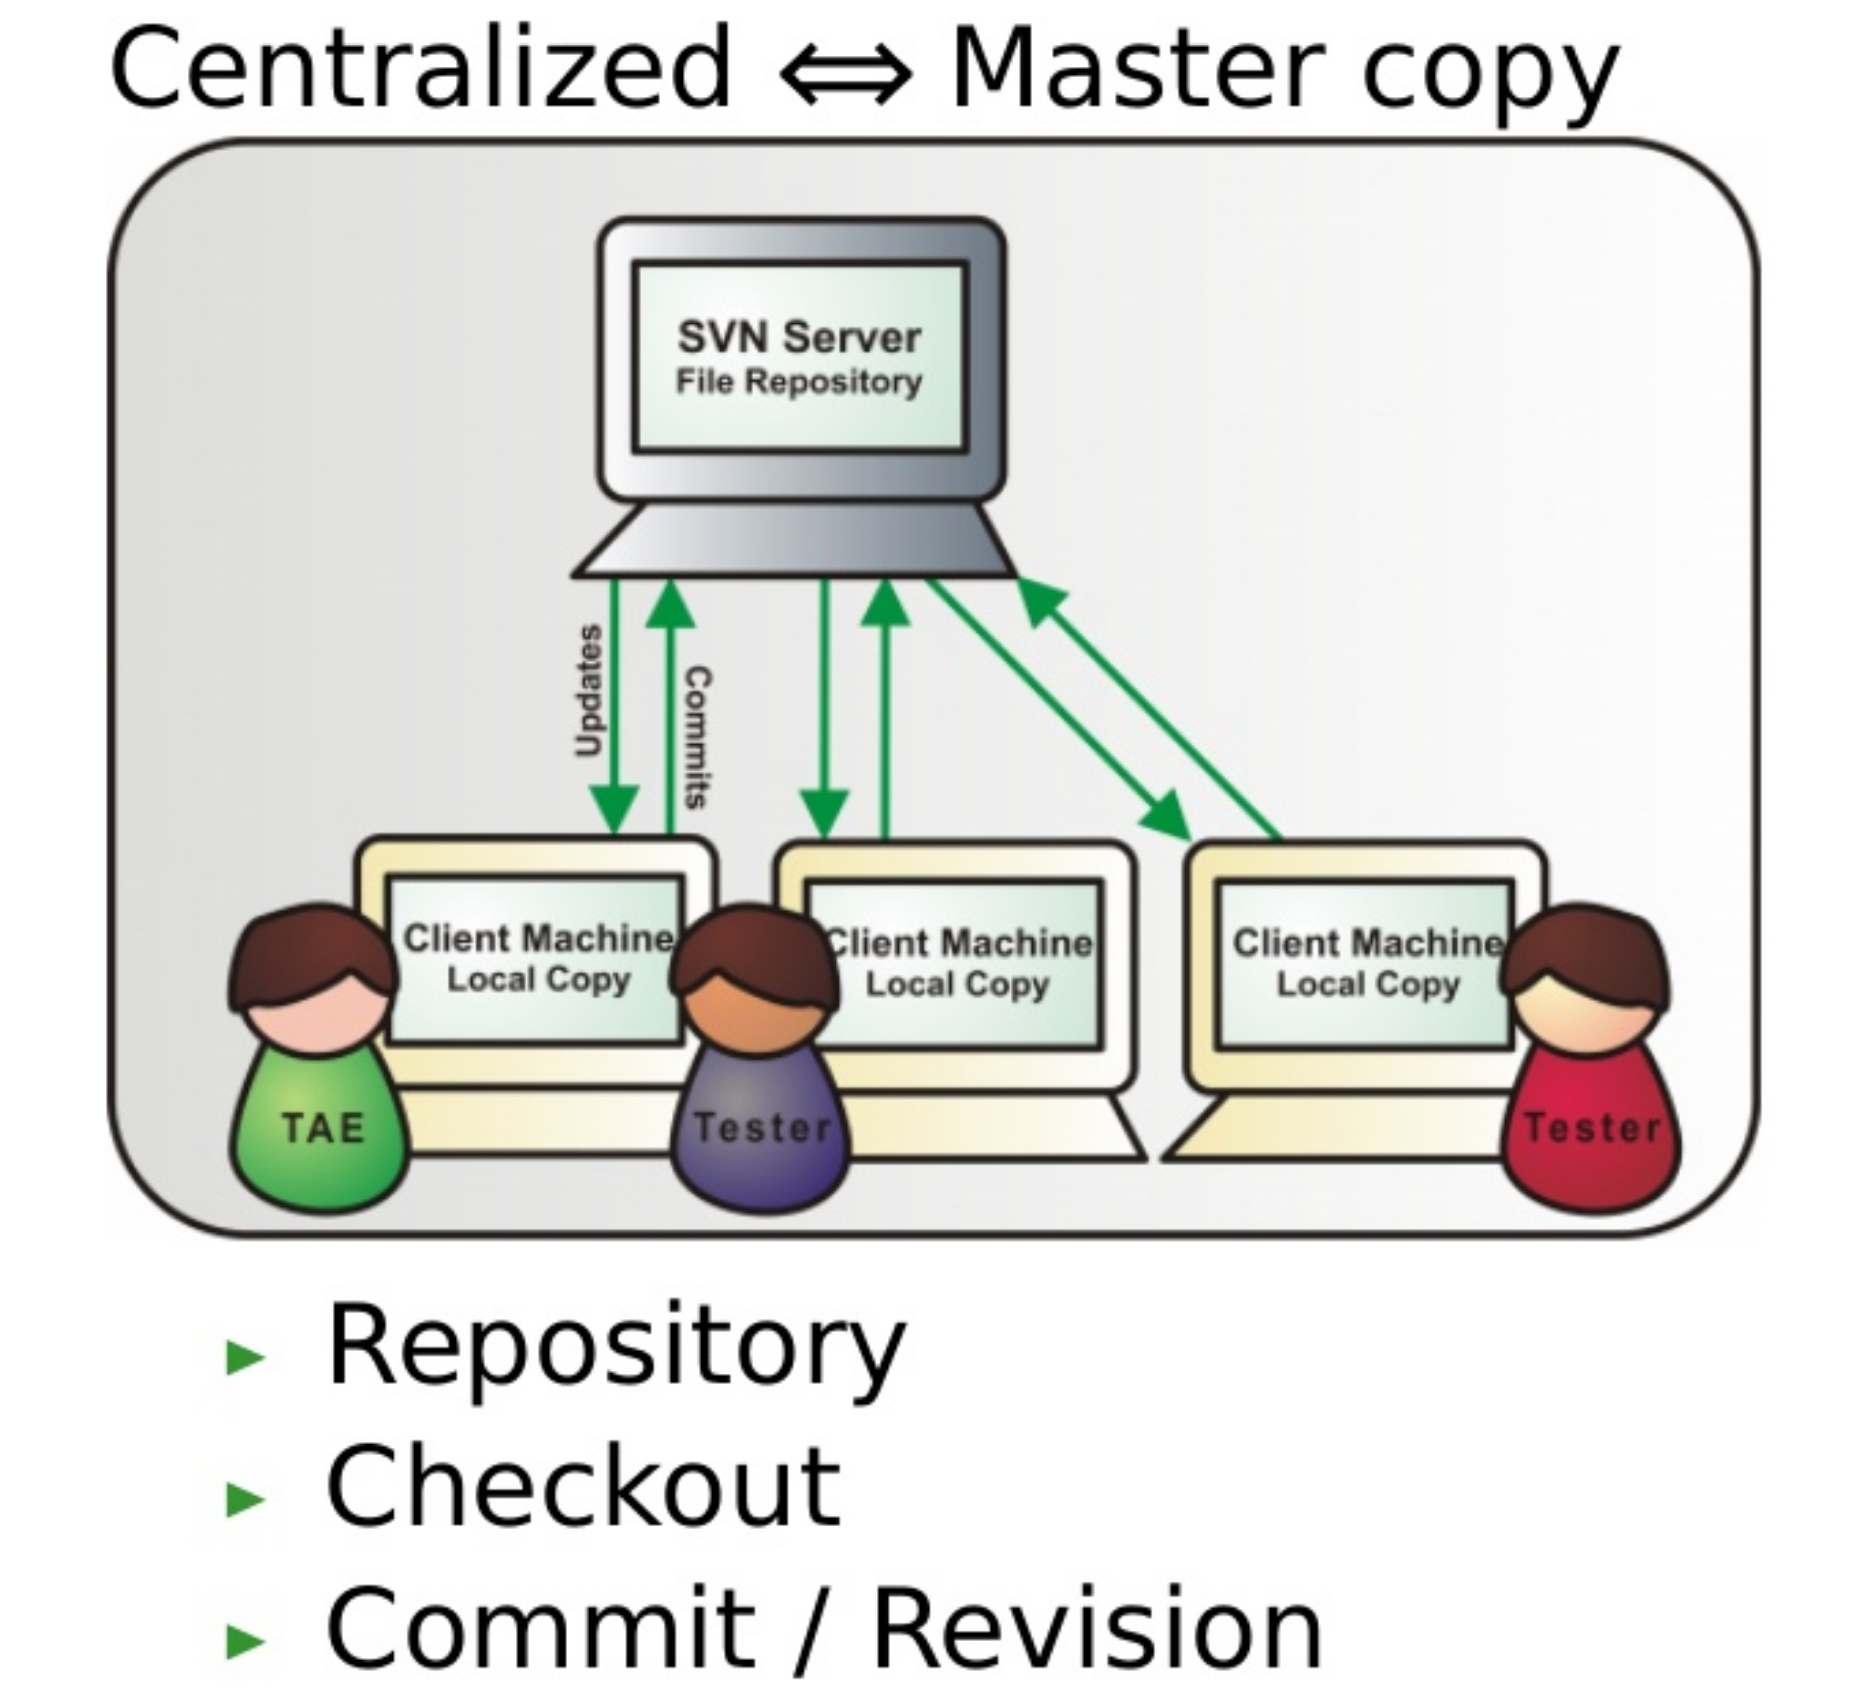 Centralized ⇔ Master copy
SVN Server
File Repository
Updates
Commits
Client Machine
Local Copy
Client Machine
Local Copy
Client Machine
Local Copy
TAE
Tester
Tester
► Repository
► Checkout
► Commit / Revision